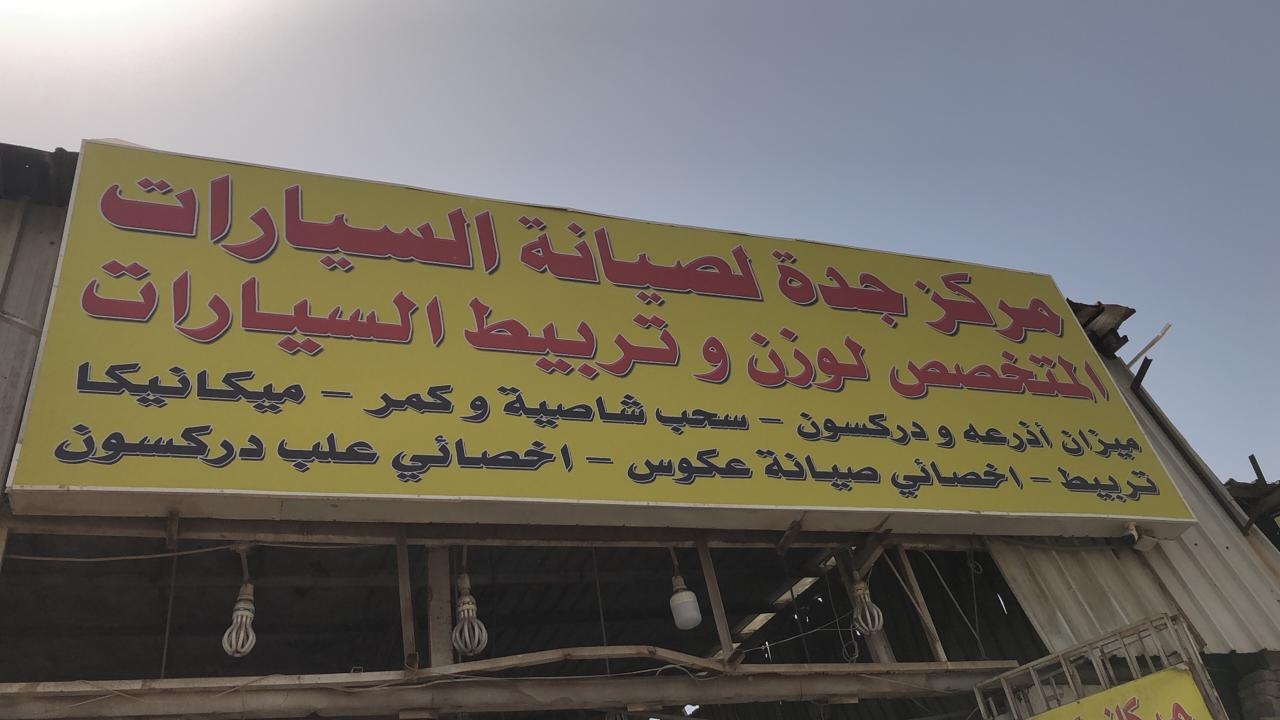 مركز جدة لصيانة السيارات
المتخصص لوزن و تربيط السيارات
ميزان أذرعه و دركسون - سحب شاصية و كمر - ميكانيكا
تربيط - اخصائي صيانة عكوس - اخصائي علب دركسون